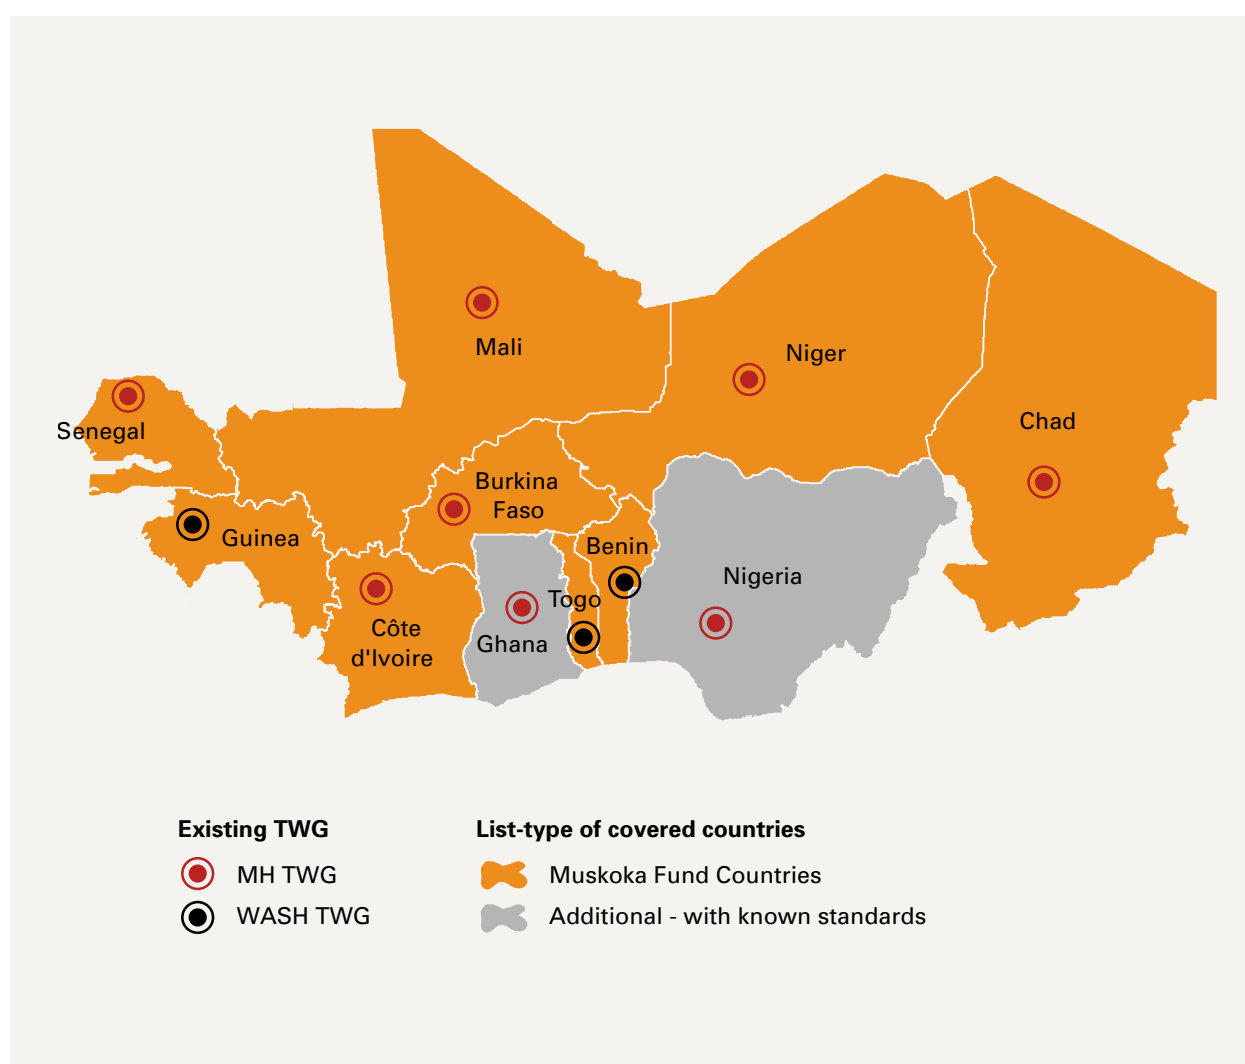 Mali
Niger
Chad
Senegal
Burkina
Faso
Guinea
Benin
Nigeria
Togo
Côte
d'Ivoire
Ghana
Existing TWG
MH TWG
WASH TWG
List-type of covered countries
Muskoka Fund Countries
Additional - with known standards